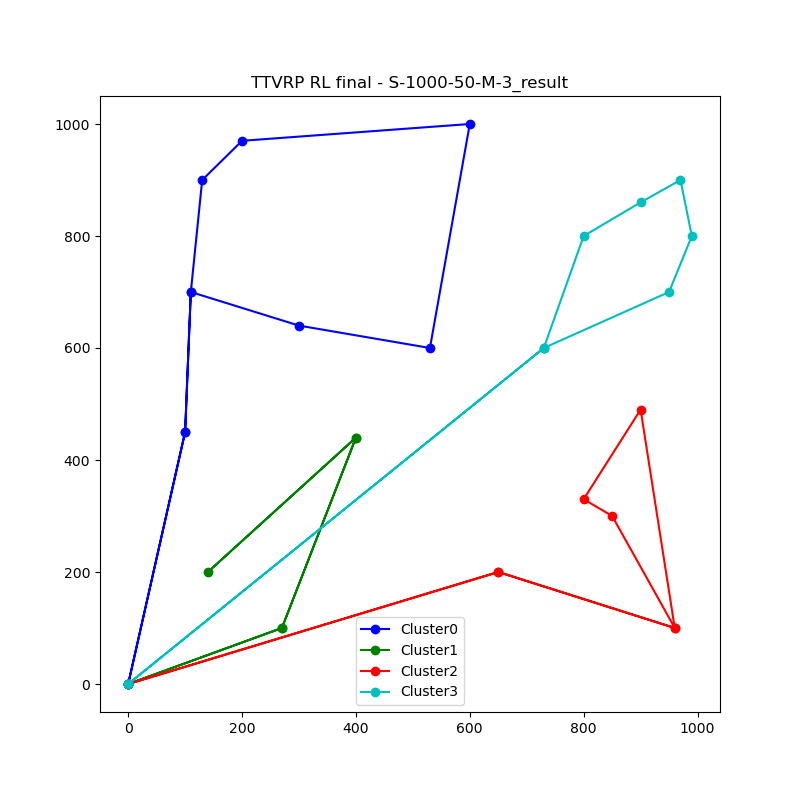 TTVRP RL final - S-1000-50-M-3_result
1000
800
600
400
200
0
Cluster0
Cluster1
Cluster2
Cluster3
0 200 400 600 800 1000